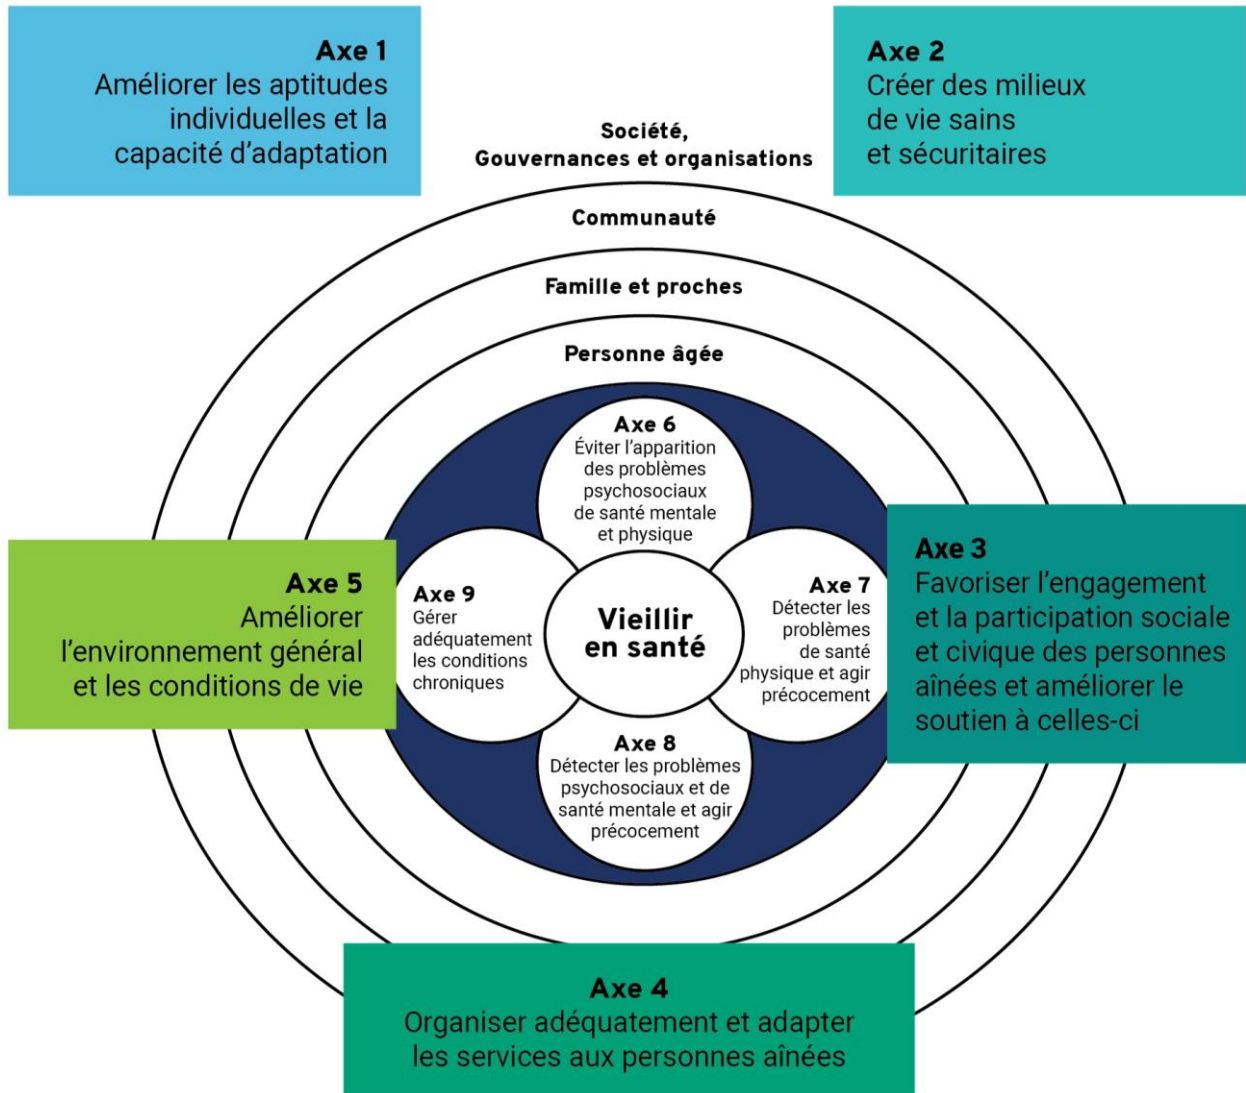 Axe 1
Améliorer les aptitudes
individuelles et la
capacité d'adaptation
Axe 2
Créer des milieux
de vie sains
et sécuritaires
Société,
Gouvernances et organisations
Communauté
Famille et proches
Personne âgée
Axe 6
Éviter l'apparition
des problèmes
psychosociaux
de santé mentale
et physique
Axe 5
Améliorer
l'environnement général
et les conditions de vie
Axe 9
Gérer
adéquatement
les conditions
chroniques
Vieillir
en santé
Axe 7
Détecter les
problèmes
de santé
physique et agir
précocement
Axe 3
Favoriser l'engagement
et la participation sociale
et civique des personnes
aînées et améliorer le
soutien à celles-ci
Axe 8
Détecter les problèmes
psychosociaux et de
santé mentale et agir
précocement
Axe 4
Organiser adéquatement et adapter
les services aux personnes aînées